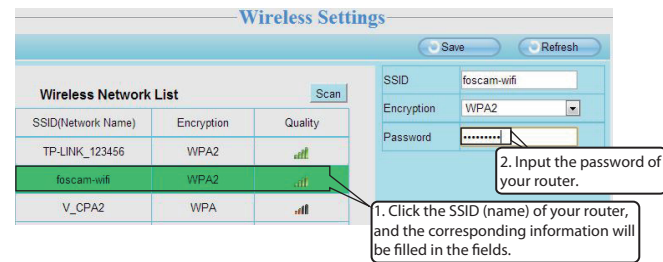 Wireless Settings
Save Refresh
Wireless Network List Scan
SSID(Network Name) Encryption Quality
TP-LINK_123456 WPA2
foscam-wifi WPA2
V_CPA2 WPA
SSID foscam-wifi
Encryption WPA2
Password •••••••••
2. Input the password of
your router.
1. Click the SSID (name) of your router,
and the corresponding information will
be filled in the fields.